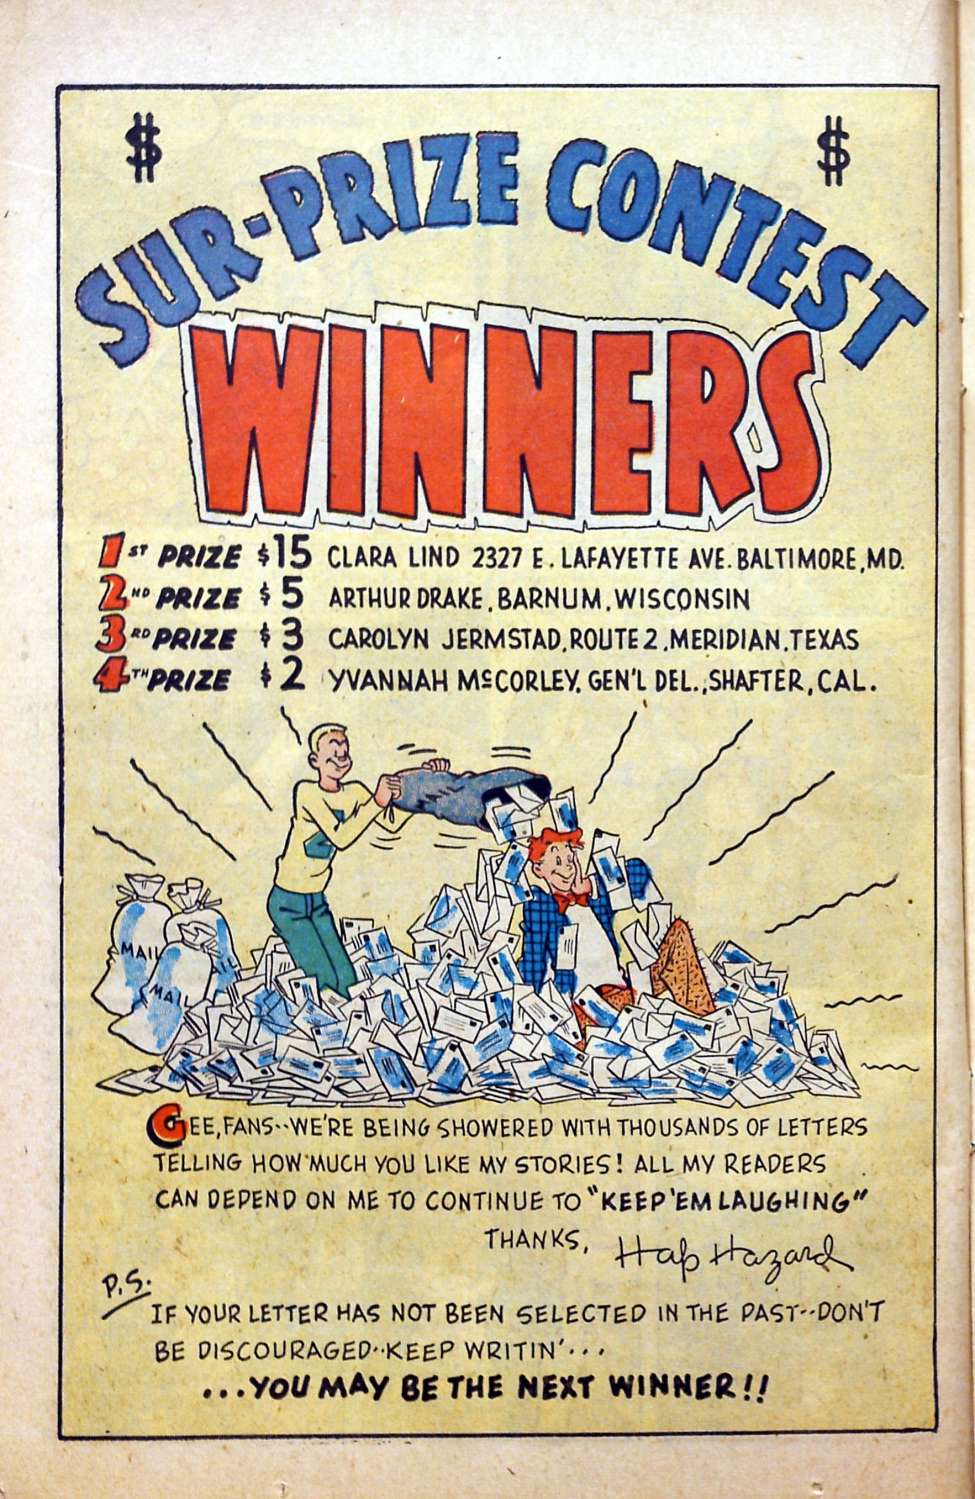 $ $
SUR-PRIZE CONTEST
WINNERS
1ST PRIZE $15 CLARA LIND 2327 E. LAFAYETTE AVE. BALTIMORE, MD.
2ND PRIZE $5 ARTHUR DRAKE, BARNUM, WISCONSIN
3RD PRIZE $3 CAROLYN JERMSTAD, ROUTE 2, MERIDIAN, TEXAS
4TH PRIZE $2 YVANNAH McCORLEY, GEN'L DEL., SHAFTER, CAL.
MAIL
AIL
MAIL
GEE, FANS--WE'RE BEING SHOWERED WITH THOUSANDS OF LETTERS
TELLING HOW MUCH YOU LIKE MY STORIES! ALL MY READERS
CAN DEPEND ON ME TO CONTINUE TO "KEEP 'EM LAUGHING"
THANKS, Hap Hazard
P.S.
IF YOUR LETTER HAS NOT BEEN SELECTED IN THE PAST--DON'T
BE DISCOURAGED--KEEP WRITIN'...
...YOU MAY BE THE NEXT WINNER!!